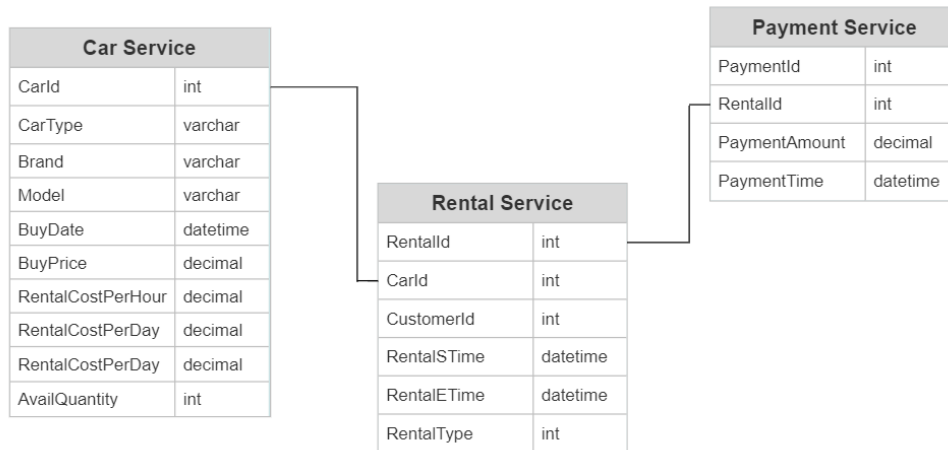 Car Service
CarId int
CarType varchar
Brand varchar
Model varchar
BuyDate datetime
BuyPrice decimal
RentalCostPerHour decimal
RentalCostPerDay decimal
RentalCostPerDay decimal
AvailQuantity int
Rental Service
RentalId int
CarId int
CustomerId int
RentalSTime datetime
RentalETime datetime
RentalType int
Payment Service
PaymentId int
RentalId int
PaymentAmount decimal
PaymentTime datetime